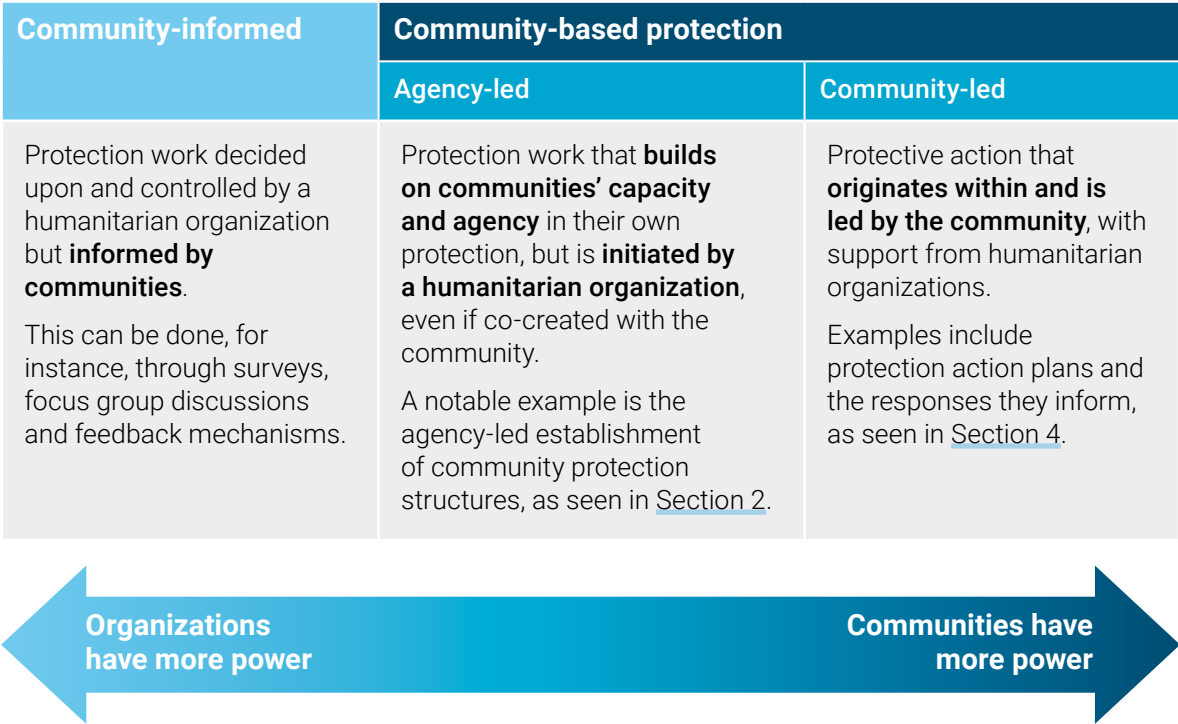 Community-informed
Community-based protection
Agency-led
Community-led
Protection work decided
upon and controlled by a
humanitarian organization
but informed by
communities.
This can be done, for
instance, through surveys,
focus group discussions
and feedback mechanisms.
Protection work that builds
on communities’ capacity
and agency in their own
protection, but is initiated by
a humanitarian organization,
even if co-created with the
community.
A notable example is the
agency-led establishment
of community protection
structures, as seen in Section 2.
Protective action that
originates within and is
led by the community, with
support from humanitarian
organizations.
Examples include
protection action plans and
the responses they inform,
as seen in Section 4.
Organizations
have more power
Communities have
more power